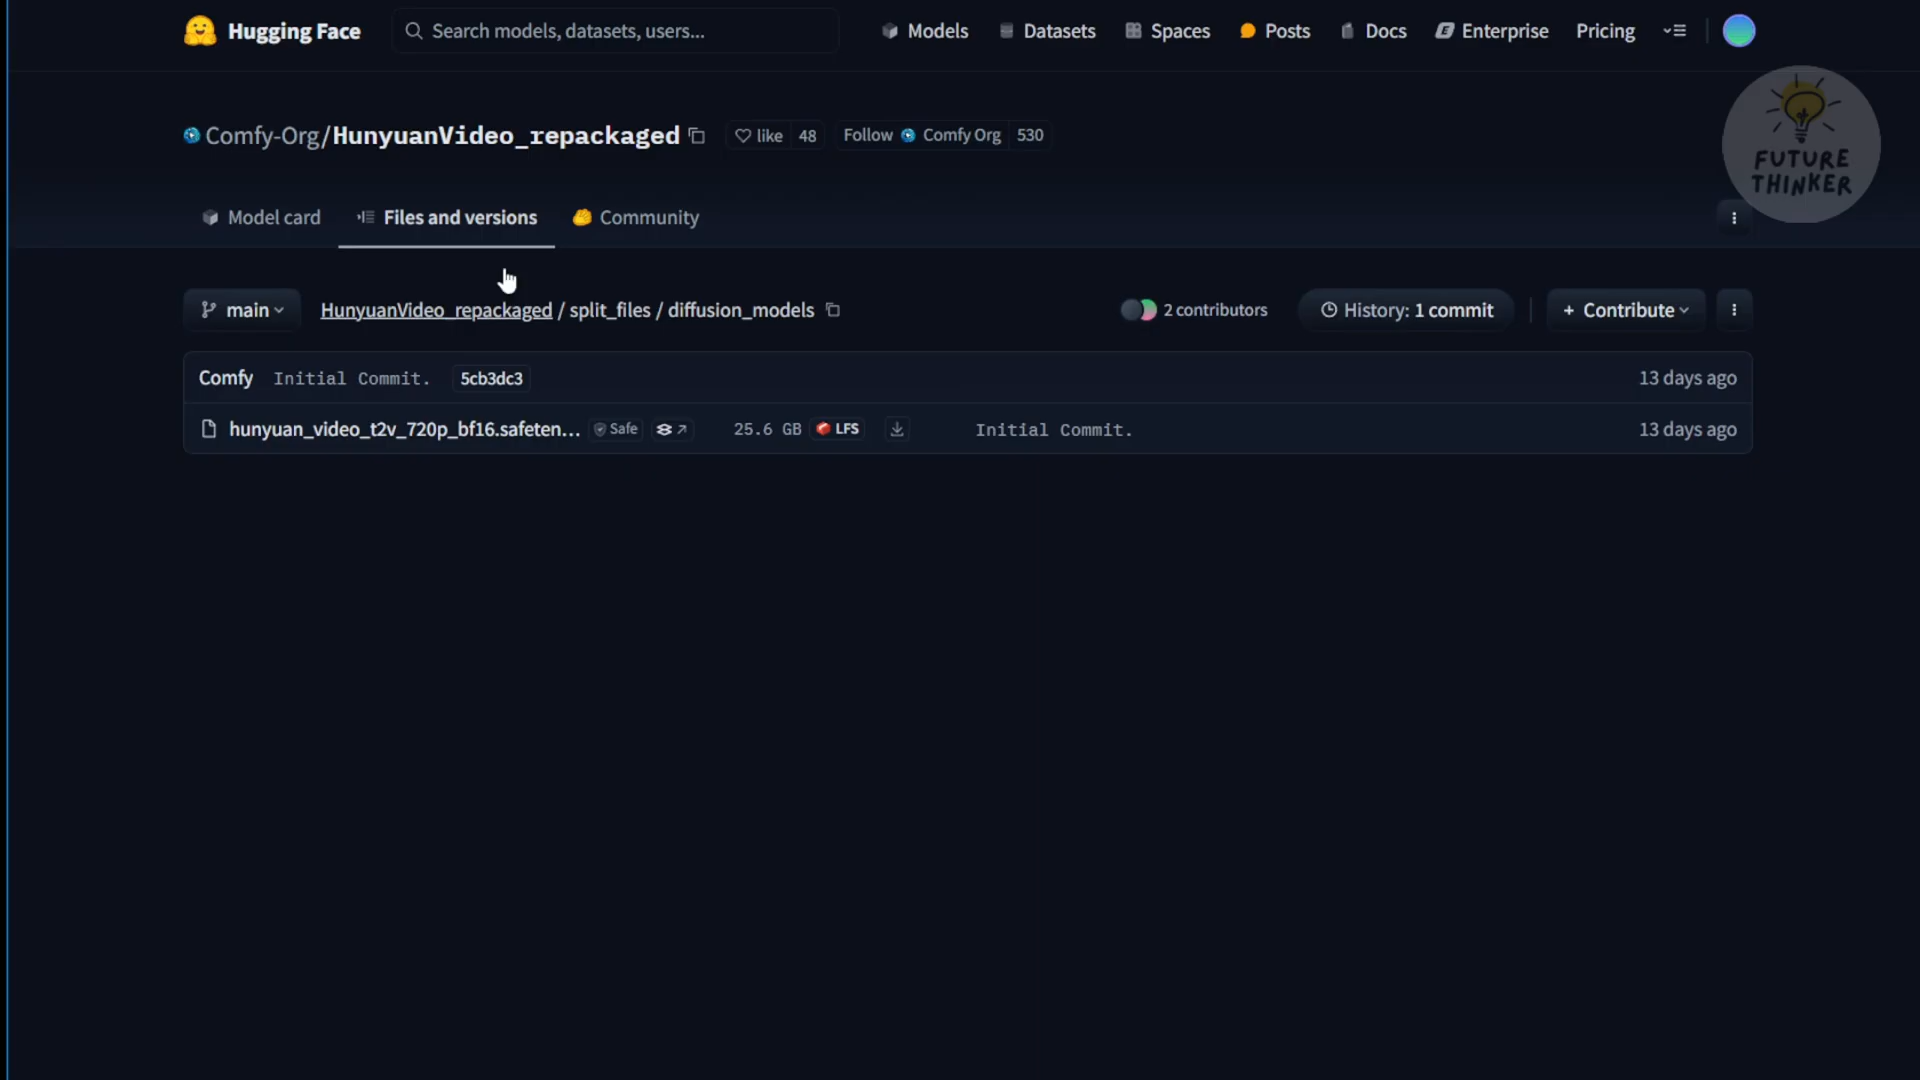 Hugging Face
Search models, datasets, users...
Models
Datasets
Spaces
Posts
Docs
Enterprise
Pricing
FUTURE
THINKER
Comfy-Org/HunyuanVideo_repackaged
like 48
Follow Comfy Org 530
Model card
Files and versions
Community
main
HunyuanVideo_repackaged / split_files / diffusion_models
2 contributors
History: 1 commit
+ Contribute
Comfy Initial Commit. 5cb3dc3 13 days ago
hunyuan_video_t2v_720p_bf16.safeten... Safe 25.6 GB LFS Initial Commit. 13 days ago